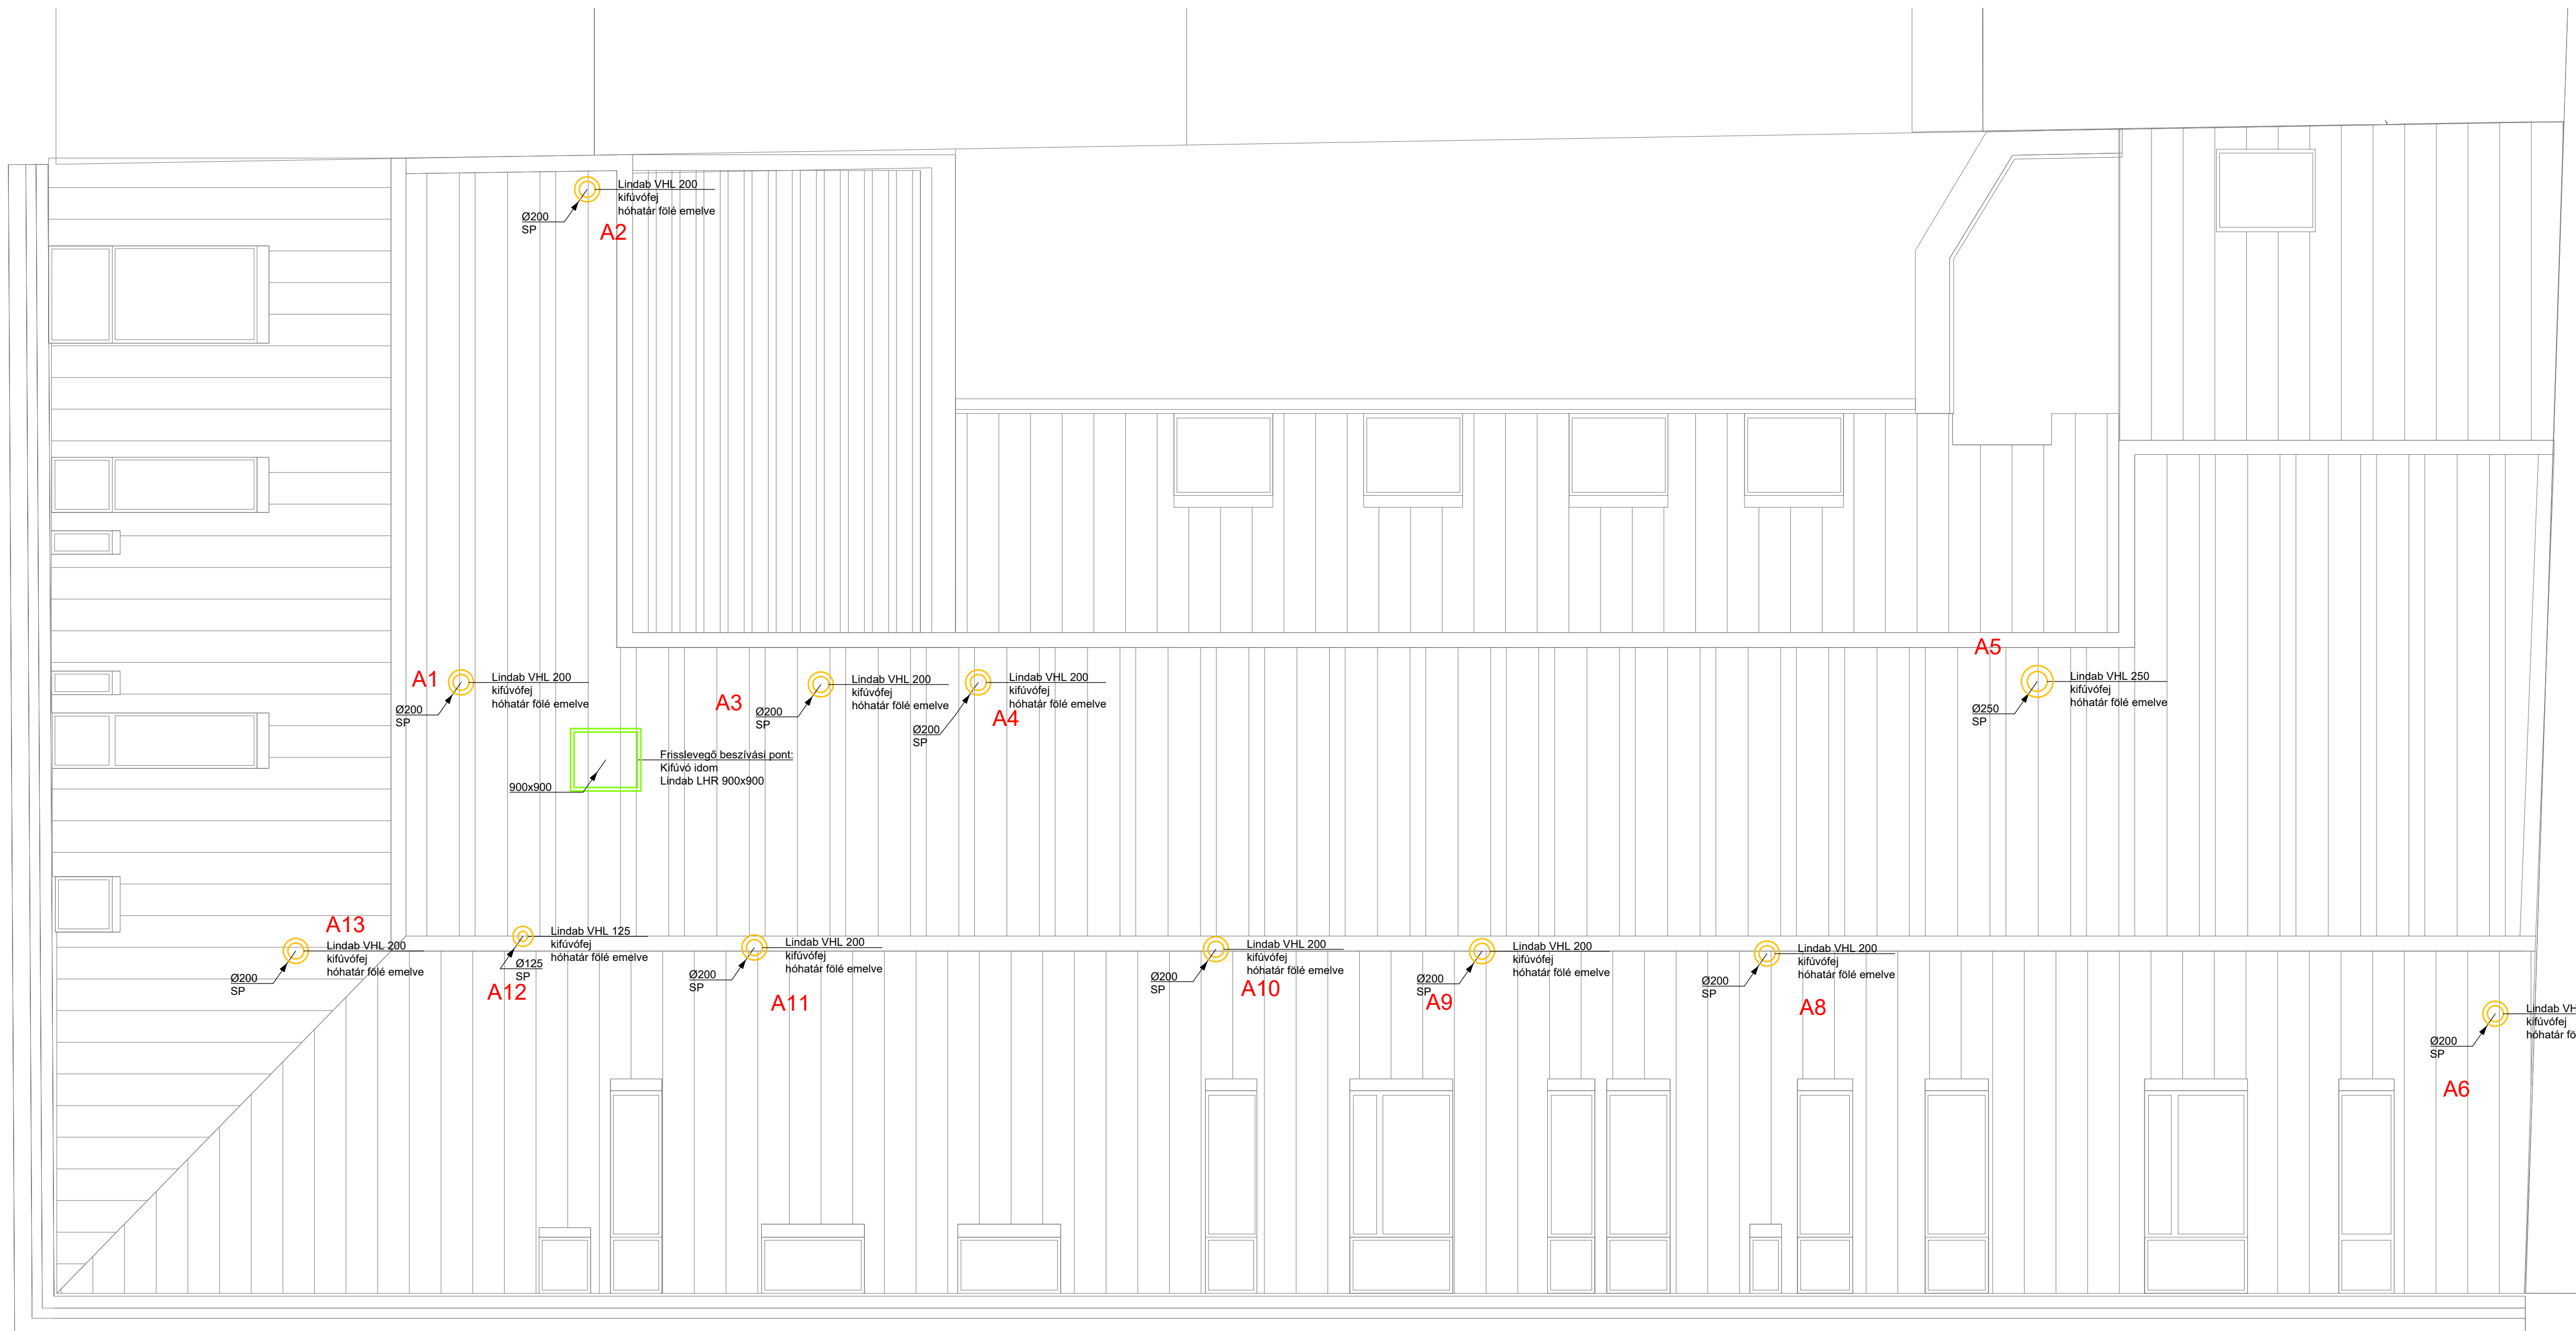 Lindab VHL 200
kifúvófej
hóhatár fölé emelve
Ø200
SP
A2
A5
A1
Lindab VHL 200
kifúvófej
hóhatár fölé emelve
Ø200
SP
A3
Lindab VHL 200
kifúvófej
hóhatár fölé emelve
Ø200
SP
Lindab VHL 200
kifúvófej
hóhatár fölé emelve
A4
Ø200
SP
Lindab VHL 250
kifúvófej
hóhatár fölé emelve
Ø250
SP
Frisslevegő beszívási pont:
Kifúvó idom
Lindab LHR 900x900
900x900
A13
Lindab VHL 200
kifúvófej
hóhatár fölé emelve
Ø200
SP
Lindab VHL 125
kifúvófej
hóhatár fölé emelve
Ø125
SP
A12
Lindab VHL 200
kifúvófej
hóhatár fölé emelve
Ø200
SP
A11
Lindab VHL 200
kifúvófej
hóhatár fölé emelve
Ø200
SP
A10
Lindab VHL 200
kifúvófej
hóhatár fölé emelve
Ø200
SP
A9
Lindab VHL 200
kifúvófej
hóhatár fölé emelve
Ø200
SP
A8
Lindab VH
kifúvófej
hóhatár fö
Ø200
SP
A6